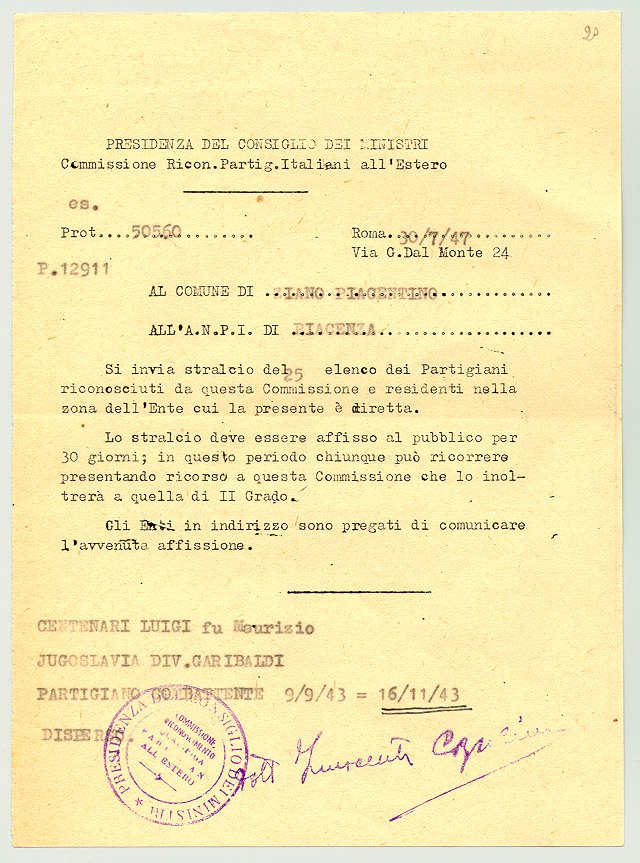 20
PRESIDENZA DEL CONSIGLIO DEI MINISTRI
Commissione Ricon.Partig.Italiani all'Estero
es.
Prot....50560......... Roma...30/7/47.........
Via G.Dal Monte 24
P.12911
AL COMUNE DI ..ZIANO PIACENTINO..............
ALL'A.N.P.I. DI PIACENZA.....................
Si invia stralcio del 25 elenco dei Partigiani
riconosciuti da questa Commissione e residenti nella
zona dell'Ente cui la presente è diretta.
Lo stralcio deve essere affisso al pubblico per
30 giorni; in questo periodo chiunque può ricorrere
presentando ricorso a questa Commissione che lo inol-
trerà a quella di II Grado.
Gli Enti in indirizzo sono pregati di comunicare
l'avvenuta affissione.
CENTENARI LUIGI fu Maurizio
JUGOSLAVIA DIV.GARIBALDI
PARTIGIANO COMBATTENTE 9/9/43 = 16/11/43
DISPERSO.
PRESIDENZA DEL CONSIGLIO DEI MINISTRI
COMMISSIONE
RICONOSCIMENTO
ALL'ESTERO
Dott Innocenti